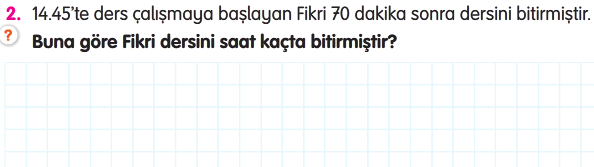 2. 14.45'te ders çalışmaya başlayan Fikri 70 dakika sonra dersini bitirmiştir.
? Buna göre Fikri dersini saat kaçta bitirmiştir?